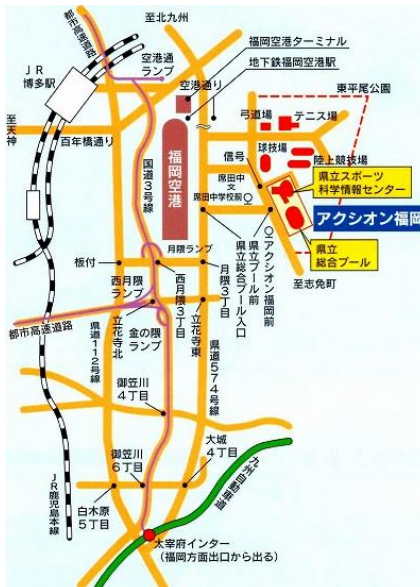 都市高速道路
至北九州
福岡空港ターミナル
地下鉄福岡空港駅
空港通
ランプ
空港通り
JR
博多駅
東平尾公園
弓道場
テニス場
至
天神
百年橋通り
国道3号線
福岡空港
球技場
陸上競技場
信号
席田中
文
席田中学校前
県立スポーツ
科学情報センター
アクシオン福岡
県立
総合プール
アクシオン福岡前
県立プール前
県立総合プール入口
至志免町
月隈ランプ
板付
西月隈
ランプ
西月隈3丁目
月隈3丁目
立花寺北
立花寺東
都市高速道路
金の隈
ランプ
県道112号線
県道574号線
御笠川
4丁目
御笠川
6丁目
大城
4丁目
九州自動車道
JR鹿児島本線
白木原
5丁目
太宰府インター
(福岡方面出口から出る)